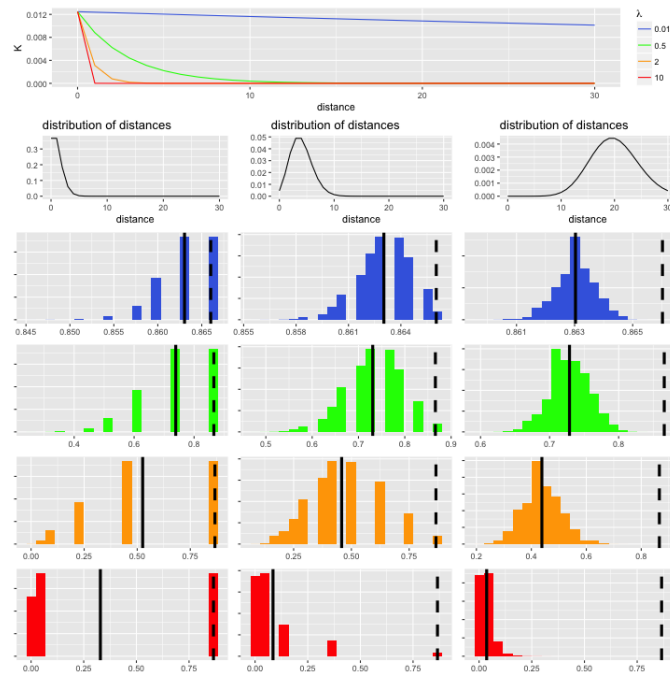 0.012
0.008
0.004
0.000
K
0
10
20
30
distance
λ
0.01
0.5
2
10
distribution of distances
distribution of distances
distribution of distances
0.3
0.2
0.1
0.0
0 10 20 30
distance
0.05
0.04
0.03
0.02
0.01
0.00
0 10 20 30
distance
0.004
0.003
0.002
0.001
0.000
0 10 20 30
distance
0.845 0.850 0.855 0.860 0.865
0.855 0.858 0.861 0.864
0.861 0.863 0.865
0.4 0.6 0.8
0.5 0.6 0.7 0.8 0.9
0.6 0.7 0.8
0.00 0.25 0.50 0.75
0.25 0.50 0.75
0.2 0.4 0.6 0.8
0.00 0.25 0.50 0.75
0.00 0.25 0.50 0.75
0.00 0.25 0.50 0.75